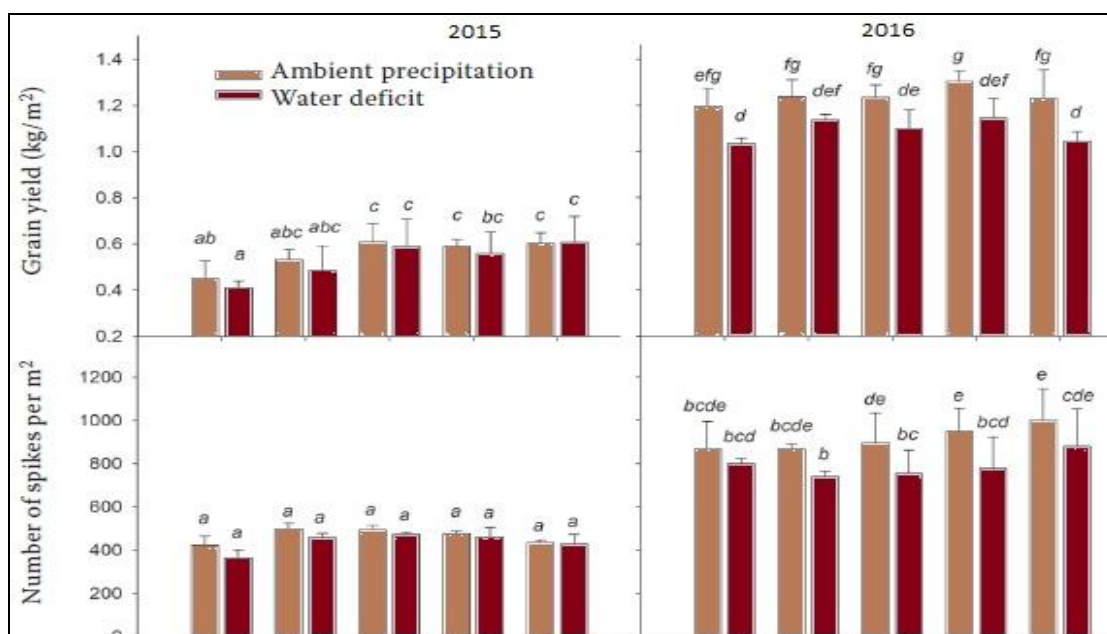 2015
2016
Ambient precipitation
Water deficit
Grain yield (kg/m²)
1.4
1.2
1.0
0.8
0.6
0.4
0.2
ab a abc abc c c c bc c c
efg d fg def fg de g def fg d
Number of spikes per m²
1200
1000
800
600
400
200
a a a a a a a a a a
bcde bcd bcde b de bc e bcd e cde